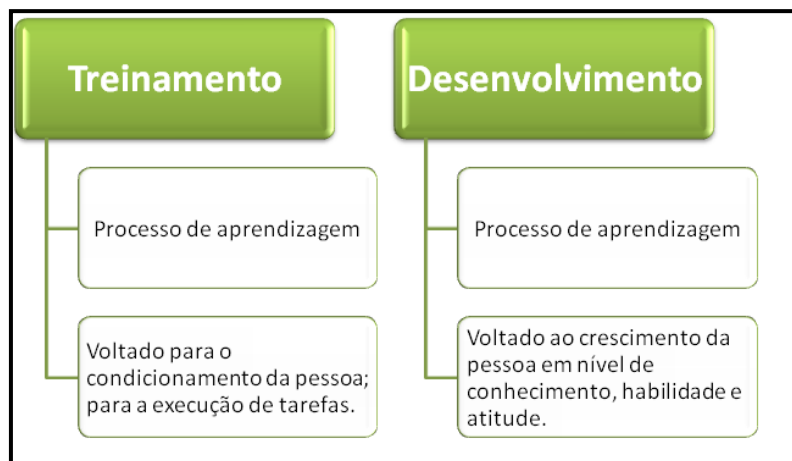 Treinamento
Processo de aprendizagem
Voltado para o
condicionamento da pessoa;
para a execução de tarefas.
Desenvolvimento
Processo de aprendizagem
Voltado ao crescimento da
pessoa em nível de
conhecimento, habilidade e
atitude.